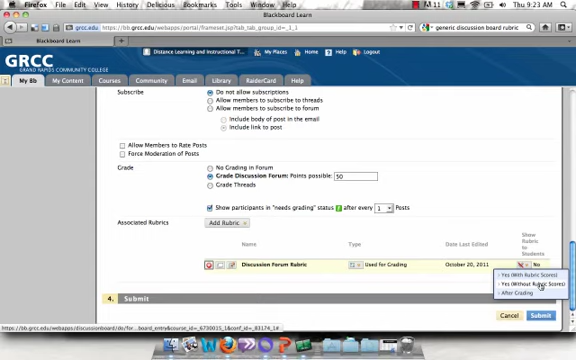 Firefox File Edit View History Bookmarks Tools Window Help 11 Thu 9:23 AM
Blackboard Learn
grcc.edu https://bb.grcc.edu/webapps/portal/frameset.jsp?tab_tab_group_id=_1_1 generic discussion board rubric
Blackboard Learn
Distance Learning and Instructional T... My Places Home Help Logout
GRCC
GRAND RAPIDS COMMUNITY COLLEGE
My Bb My Content Courses Community Email Library RaiderCard Help
Subscribe Do not allow subscriptions
Allow members to subscribe to threads
Allow members to subscribe to forum
Include body of post in the email
Include link to post
Allow Members to Rate Posts
Force Moderation of Posts
Grade No Grading in Forum
Grade Discussion Forum: Points possible: 50
Grade Threads
Show participants in "needs grading" status after every 1 Posts
Associated Rubrics Add Rubric
Name Type Date Last Edited Show Rubric to Students
Discussion Forum Rubric Used for Grading October 20, 2011 No
Yes (With Rubric Scores)
Yes (Without Rubric Scores)
After Grading
4. Submit
Cancel Submit